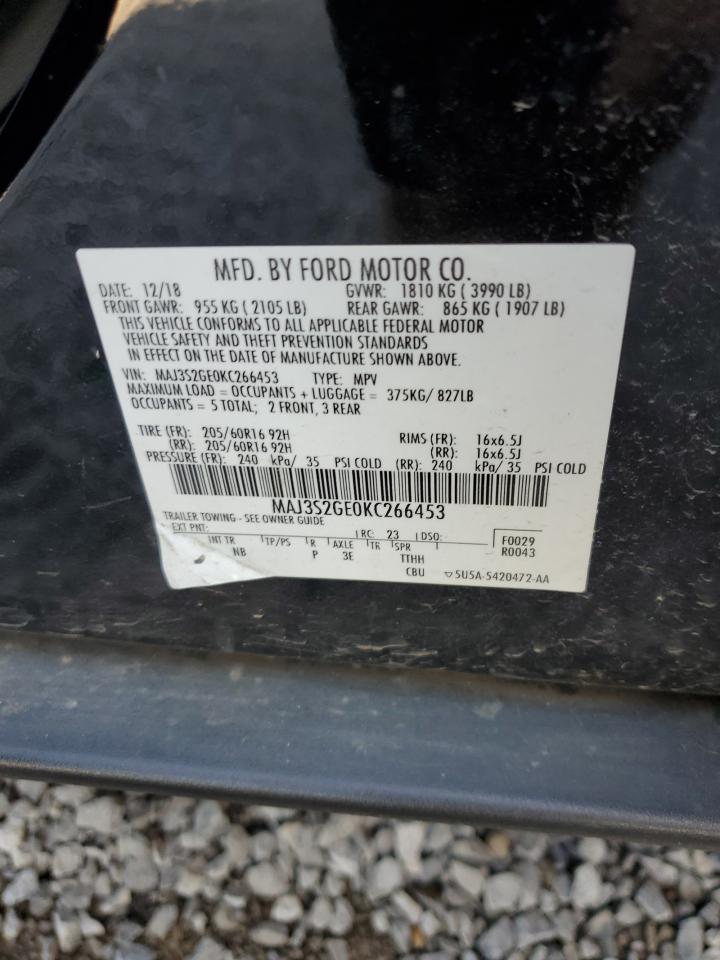 MFD. BY FORD MOTOR CO.
DATE: 12/18 GVWR: 1810 KG ( 3990 LB)
FRONT GAWR: 955 KG ( 2105 LB) REAR GAWR: 865 KG ( 1907 LB)
THIS VEHICLE CONFORMS TO ALL APPLICABLE FEDERAL MOTOR
VEHICLE SAFETY AND THEFT PREVENTION STANDARDS
IN EFFECT ON THE DATE OF MANUFACTURE SHOWN ABOVE.
VIN: MAJ3S2GE0KC266453 TYPE: MPV
MAXIMUM LOAD = OCCUPANTS + LUGGAGE = 375KG/ 827LB
OCCUPANTS = 5 TOTAL; 2 FRONT, 3 REAR
TIRE (FR): 205/60R16 92H RIMS (FR): 16x6.5J
(RR): 205/60R16 92H (RR): 16x6.5J
PRESSURE (FR): 240 kPa/ 35 PSI COLD (RR): 240 kPa/ 35 PSI COLD
MAJ3S2GE0KC266453
TRAILER TOWING - SEE OWNER GUIDE
EXT PNT: RC: 23 DSO: F0029
INT TR TP/PS R AXLE TR SPR R0043
NB P 3E TTHH
CBU 5U5A-5420472-AA